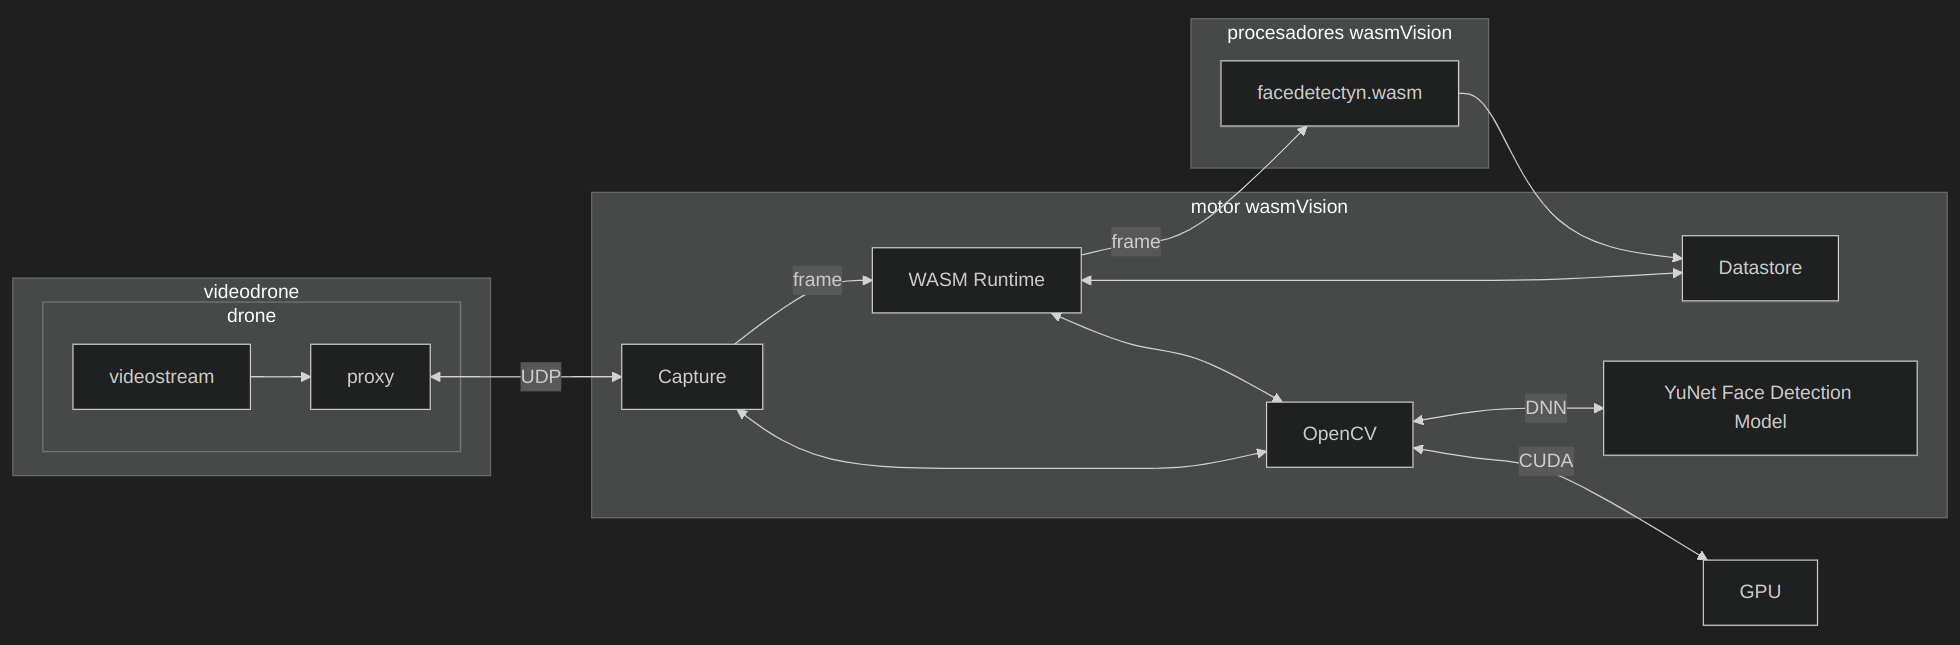 procesadores wasmVision
facedetectyn.wasm
motor wasmVision
frame
WASM Runtime
frame
Datastore
videodrone
drone
videostream
proxy
UDP
Capture
OpenCV
DNN
YuNet Face Detection
Model
CUDA
GPU